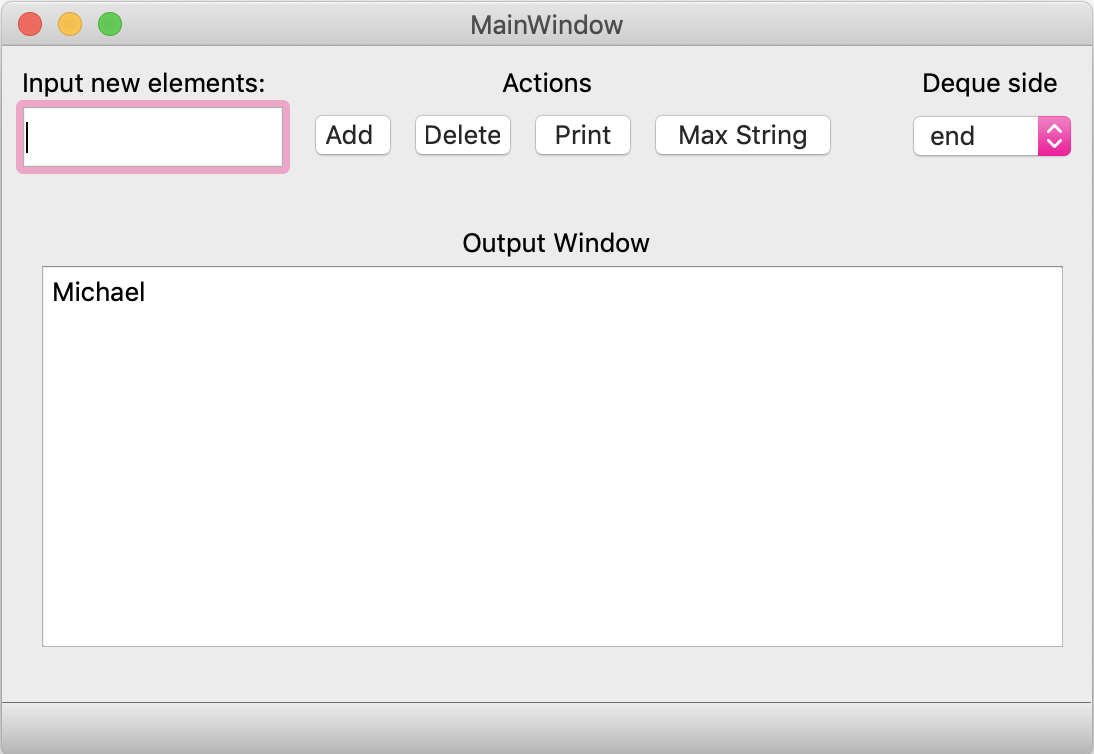 MainWindow
Input new elements:
Actions
Deque side
Add
Delete
Print
Max String
end
Output Window
Michael